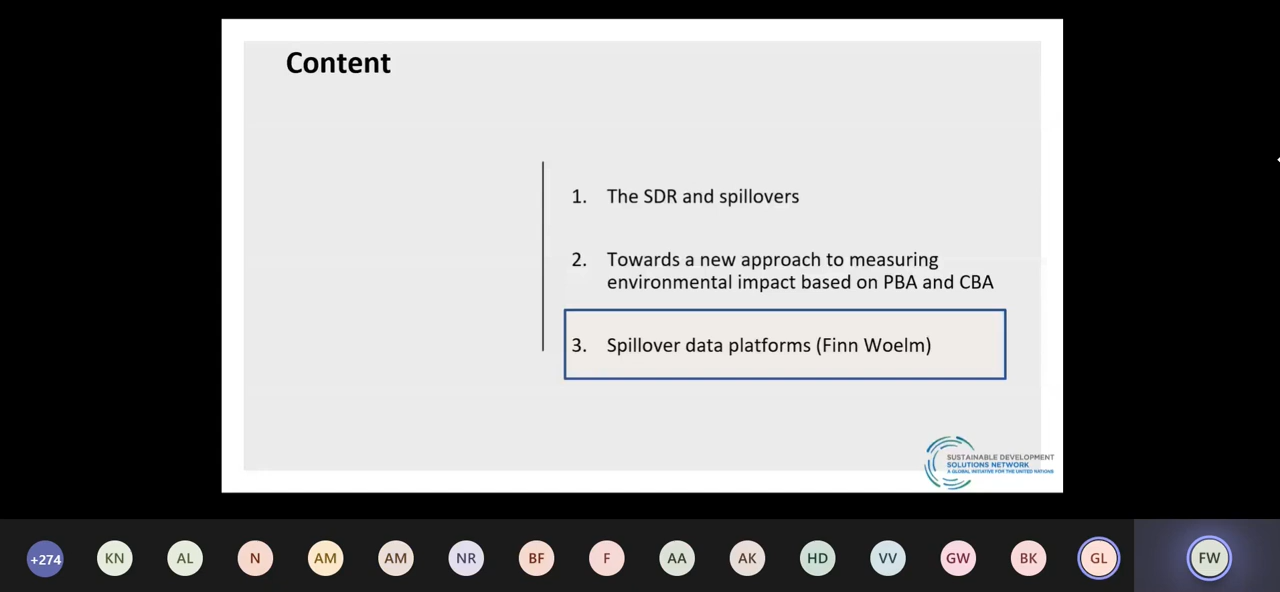 Content
1. The SDR and spillovers
2. Towards a new approach to measuring
environmental impact based on PBA and CBA
3. Spillover data platforms (Finn Woelm)
SUSTAINABLE DEVELOPMENT
SOLUTIONS NETWORK
A GLOBAL INITIATIVE FOR THE UNITED NATIONS
+274 KN AL N AM AM NR BF F AA AK HD VV GW BK GL FW